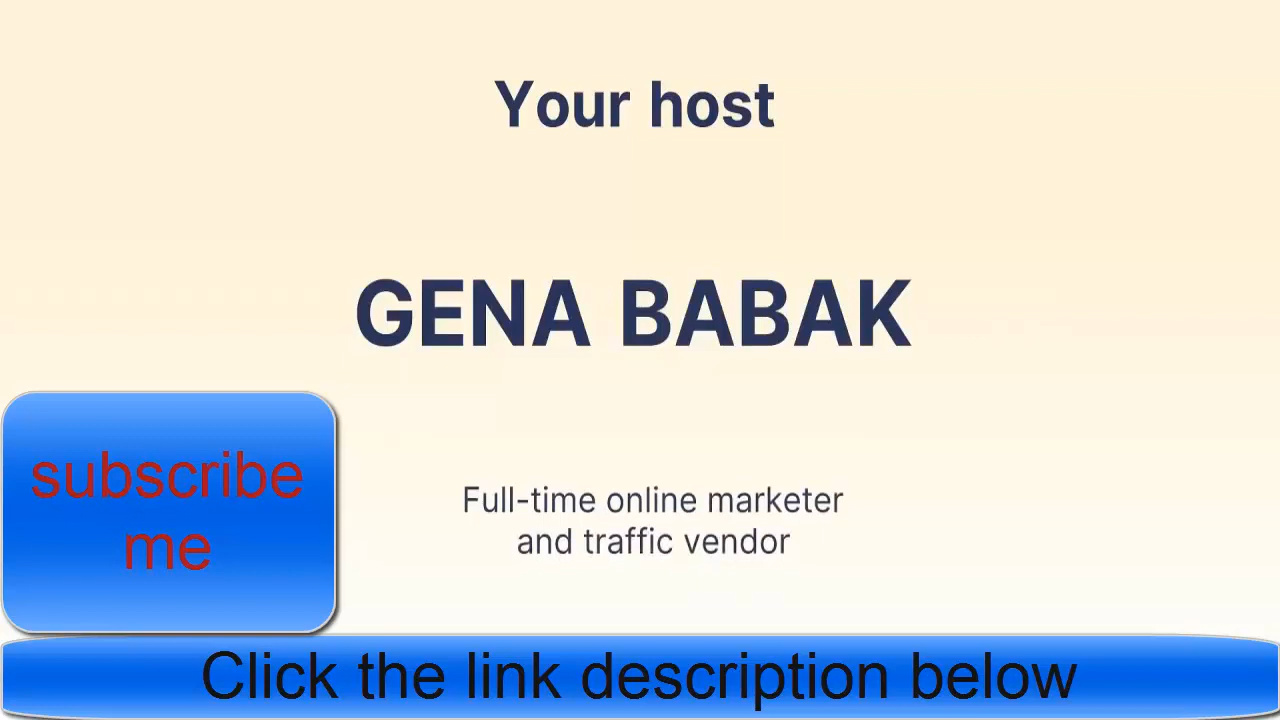 Your host
GENA BABAK
subscribe
me
Full-time online marketer
and traffic vendor
Click the link description below